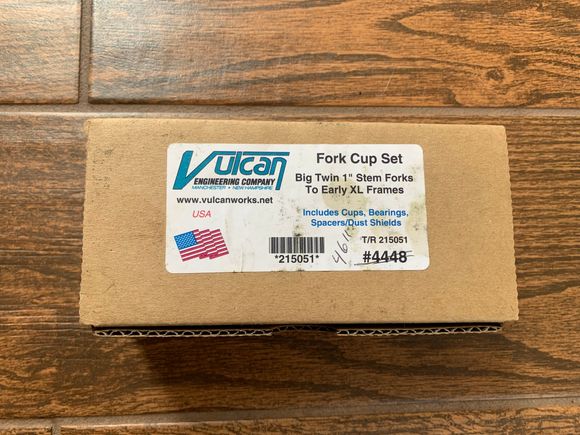 Vulcan
ENGINEERING COMPANY
MANCHESTER • NEW HAMPSHIRE
www.vulcanworks.net
USA
Fork Cup Set
Big Twin 1" Stem Forks
To Early XL Frames
Includes Cups, Bearings,
Spacers/Dust Shields
T/R 215051
*215051*
#4448